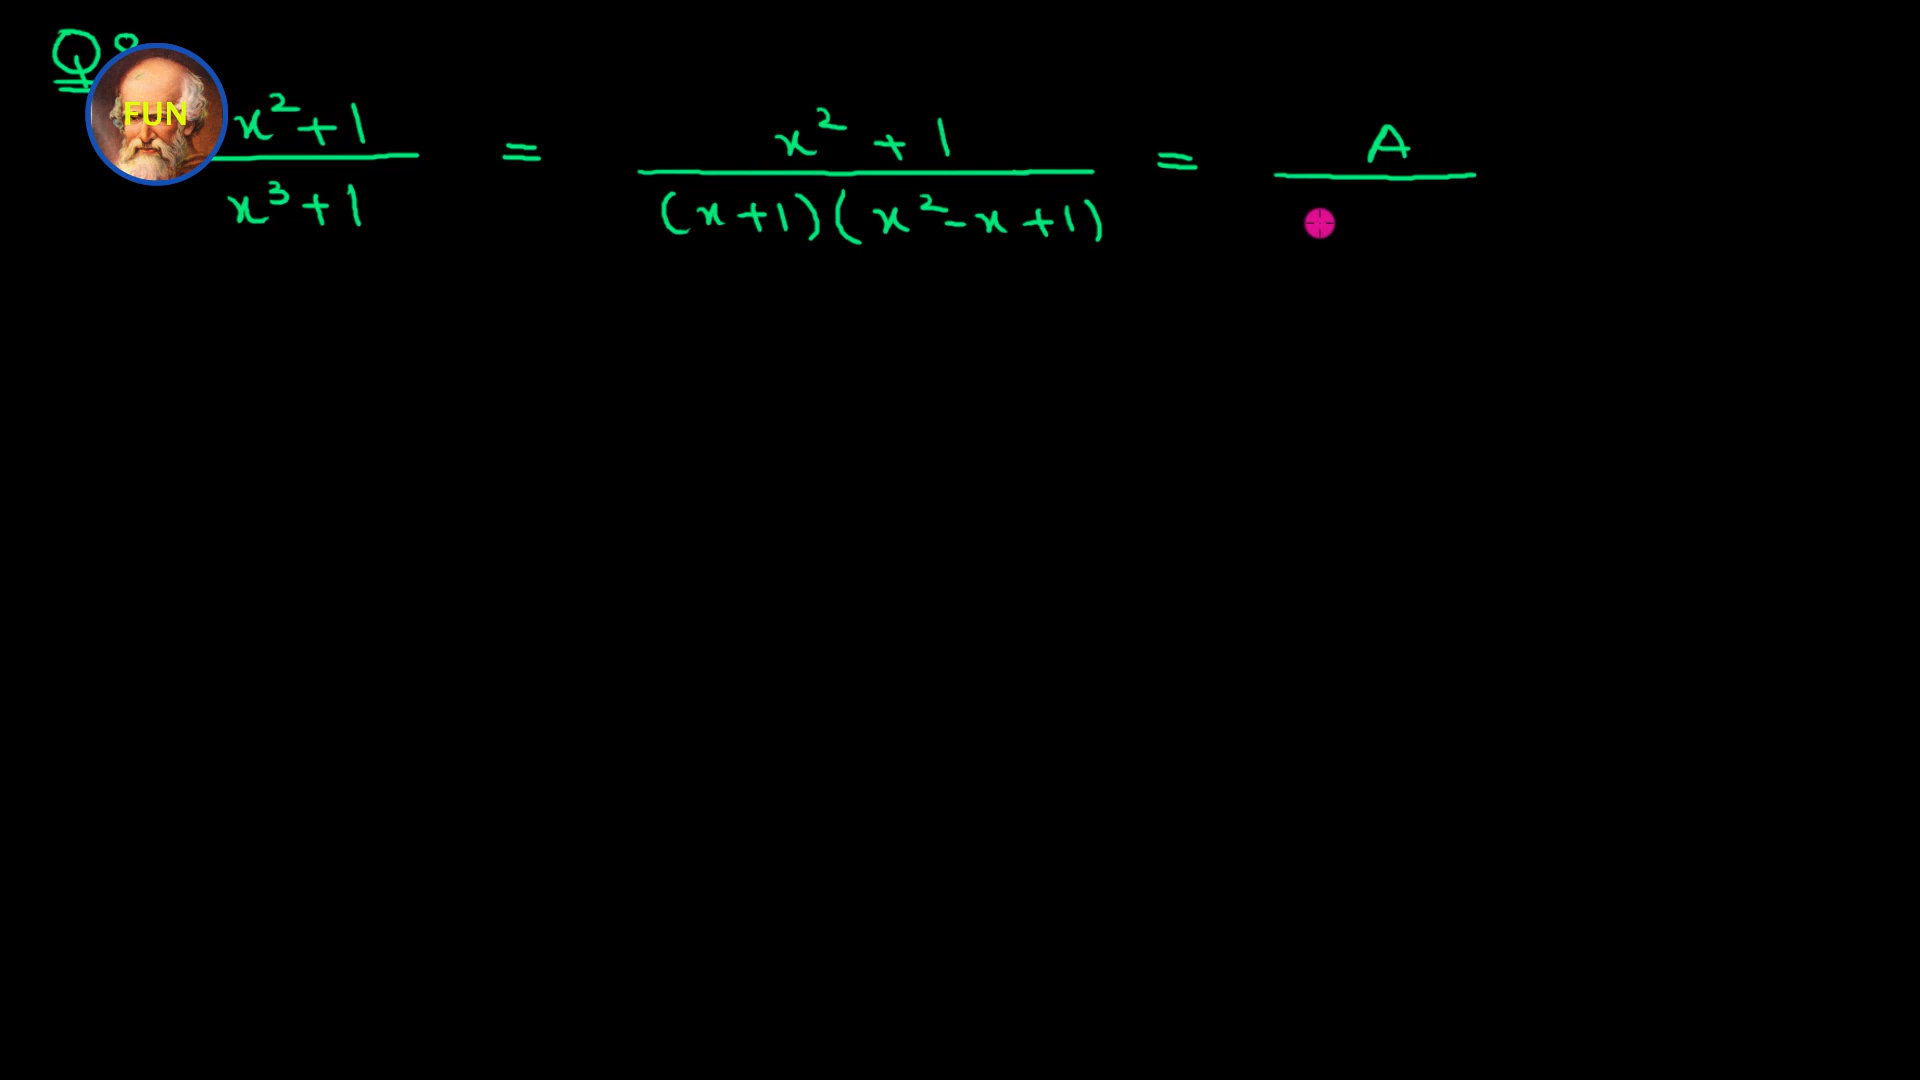 Q:
FUN
x²+1 / x³+1 = x²+1 / (x+1)(x²-x+1) = A /